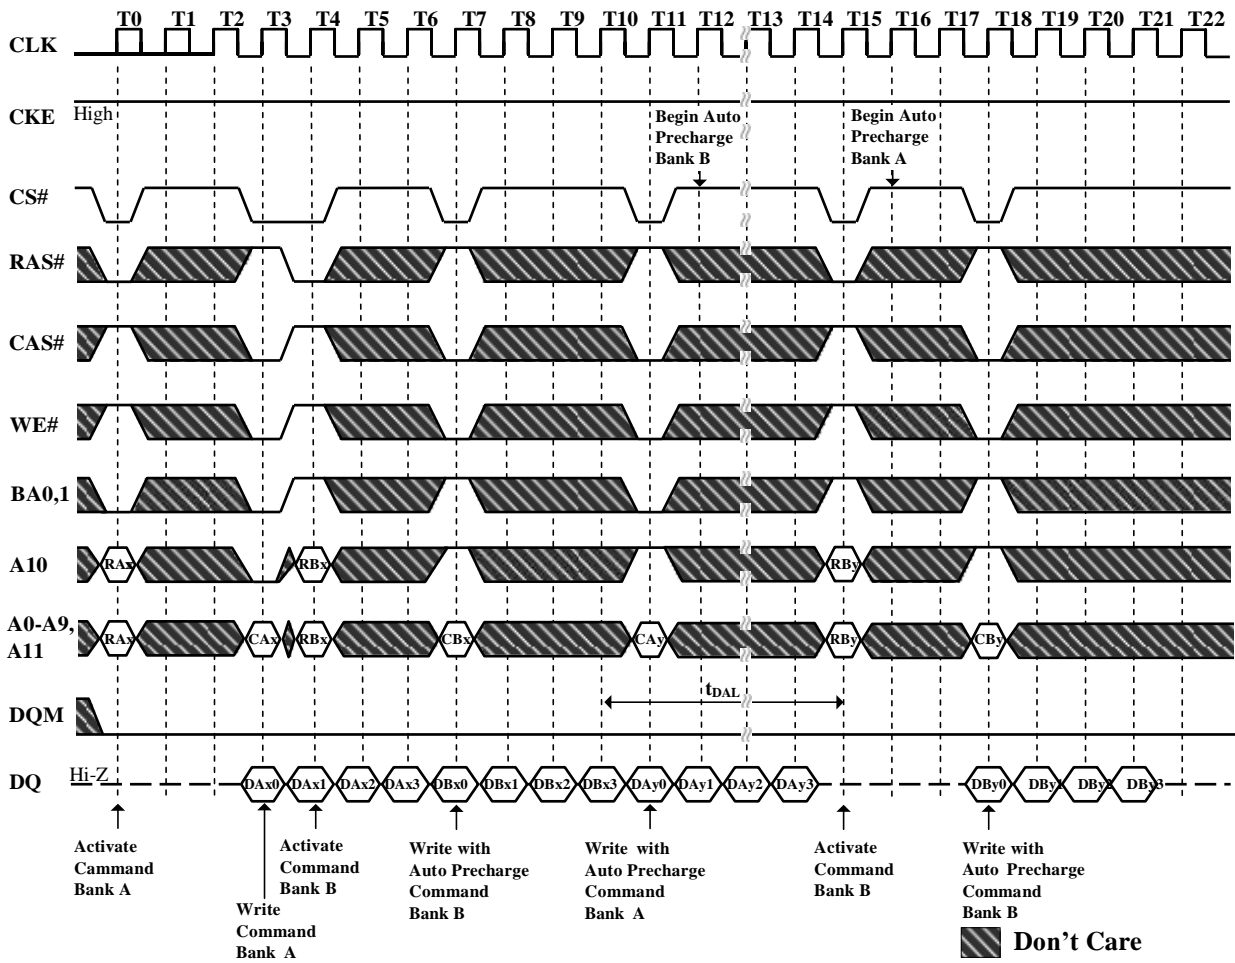 T0 T1 T2 T3 T4 T5 T6 T7 T8 T9 T10 T11 T12 T13 T14 T15 T16 T17 T18 T19 T20 T21 T22
CLK
CKE
High
Begin Auto
Precharge
Bank B
Begin Auto
Precharge
Bank A
CS#
RAS#
CAS#
WE#
BA0,1
A10
RAx RBx RBy
A0-A9,
A11
RAx CAx RBx CBx CAy RBy CBy
tDAL
DQM
DQ
Hi-Z
DAx0 DAx1 DAx2 DAx3 DBx0 DBx1 DBx2 DBx3 DAy0 DAy1 DAy2 DAy3 DBy0 DBy1 DBy2 DBy3
Activate
Cammand
Bank A
Write
Command
Bank A
Activate
Command
Bank B
Write with
Auto Precharge
Command
Bank B
Write with
Auto Precharge
Command
Bank A
Activate
Command
Bank B
Write with
Auto Precharge
Command
Bank B
Don't Care